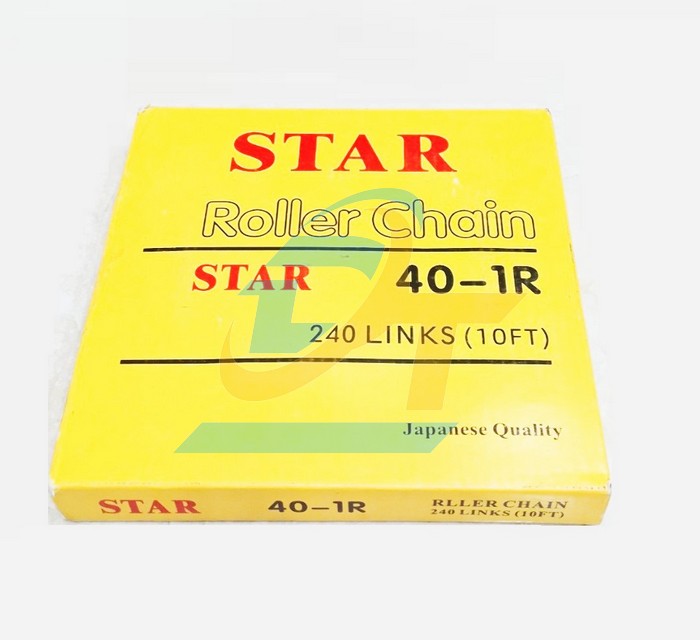 STAR
Roller Chain
STAR 40-1R
240 LINKS (10FT)
Japanese Quality
STAR 40-1R RLLER CHAIN
240 LINKS (10FT)